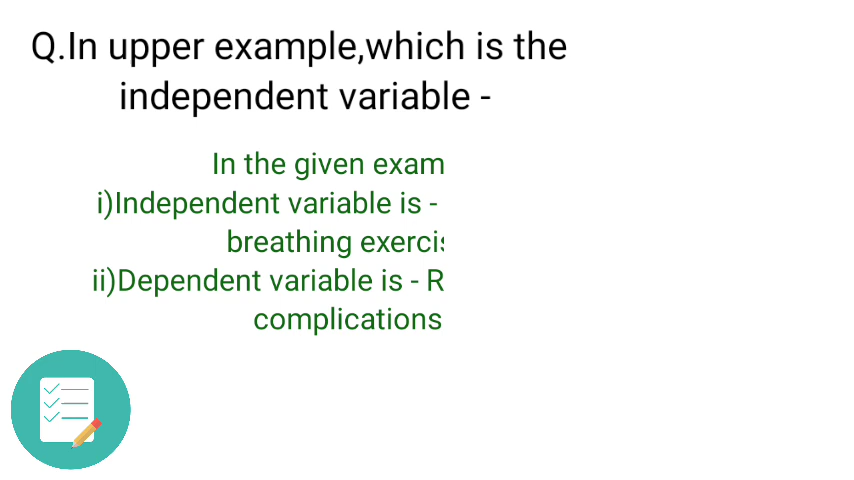 Q.In upper example,which is the
independent variable -
In the given exam
i)Independent variable is -
breathing
ii)Dependent variable is -
complications